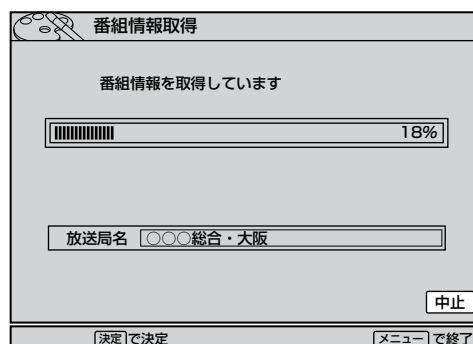 番組情報取得
番組情報を取得しています
18%
放送局名 ○○○総合・大阪
中止
決定で決定 メニューで終了